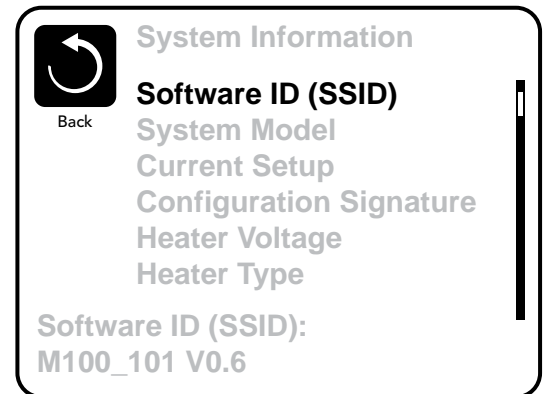 System Information
Software ID (SSID)
Back
System Model
Current Setup
Configuration Signature
Heater Voltage
Heater Type
Software ID (SSID):
M100_101 V0.6